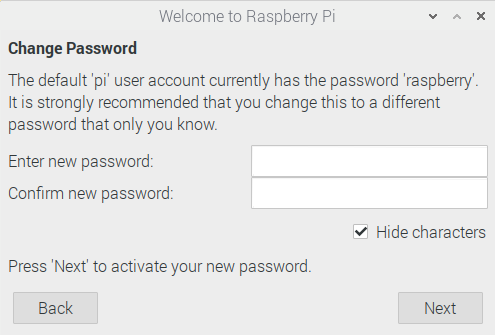 Welcome to Raspberry Pi
Change Password
The default 'pi' user account currently has the password 'raspberry'.
It is strongly recommended that you change this to a different
password that only you know.
Enter new password:
Confirm new password:
Hide characters
Press 'Next' to activate your new password.
Back
Next